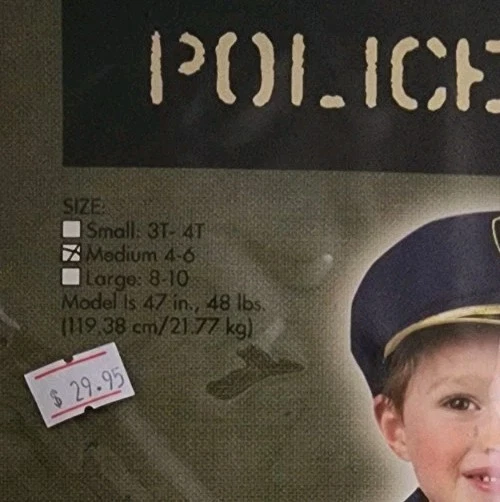 POLICE
SIZE:
Small: 3T- 4T
Medium 4-6
Large: 8-10
Model Is 47 in., 48 lbs.
(119,38 cm/21.77 kg)
$ 29.95